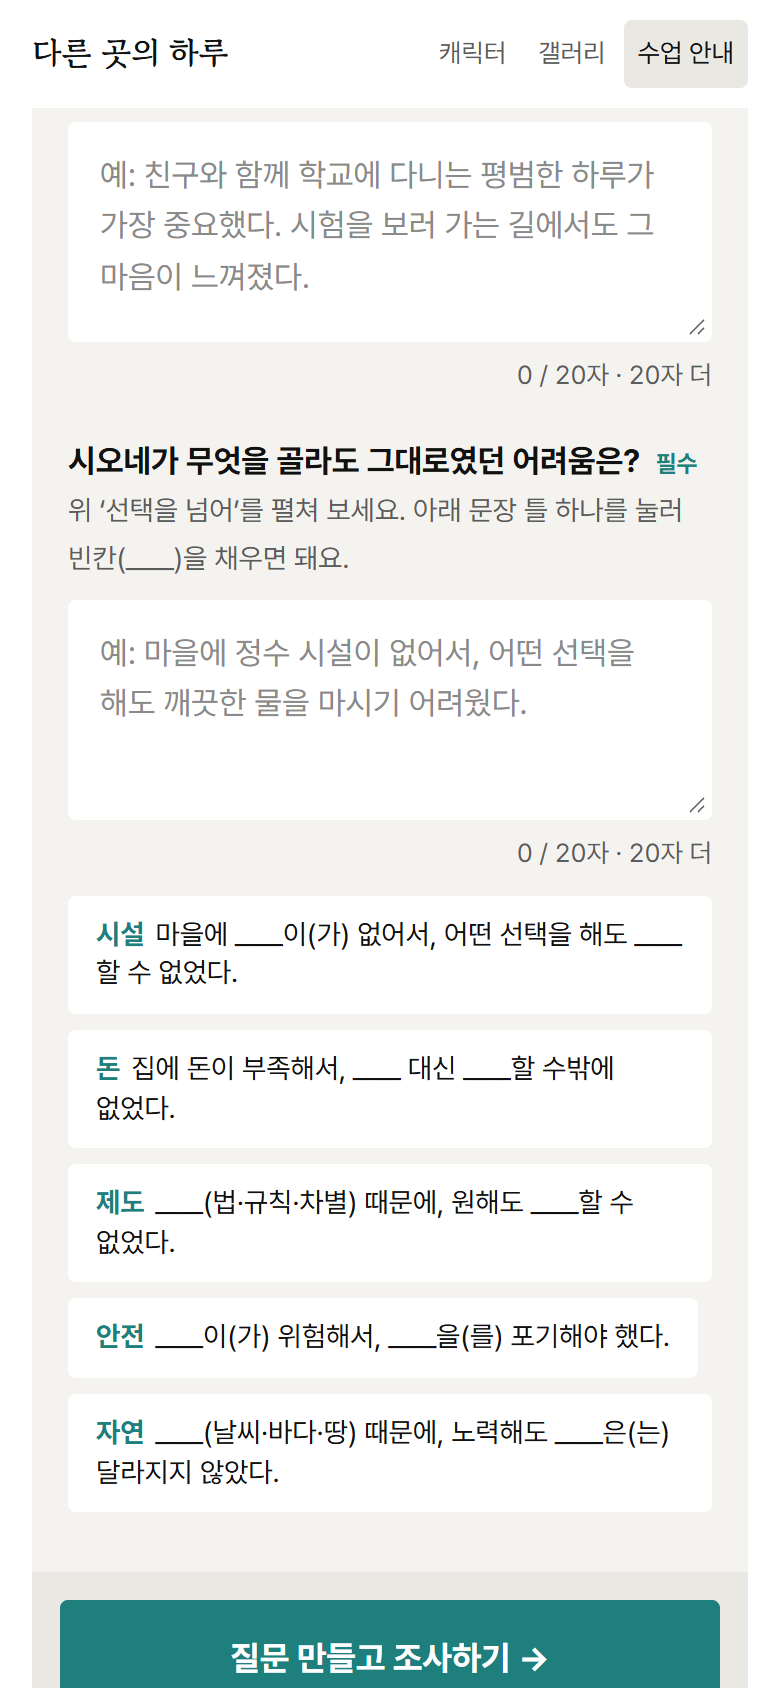 다른 곳의 하루
캐릭터 갤러리 수업 안내
예: 친구와 함께 학교에 다니는 평범한 하루가
가장 중요했다. 시험을 보러 가는 길에서도 그
마음이 느껴졌다.
0 / 20자 · 20자 더
시오네가 무엇을 골라도 그대로였던 어려움은? 필수
위 ‘선택을 넘어’를 펼쳐 보세요. 아래 문장 틀 하나를 눌러
빈칸(____)을 채우면 돼요.
예: 마을에 정수 시설이 없어서, 어떤 선택을
해도 깨끗한 물을 마시기 어려웠다.
0 / 20자 · 20자 더
시설 마을에 ____이(가) 없어서, 어떤 선택을 해도 ____
할 수 없었다.
돈 집에 돈이 부족해서, ____ 대신 ____할 수밖에
없었다.
제도 ____(법·규칙·차별) 때문에, 원해도 ____할 수
없었다.
안전 ____이(가) 위험해서, ____을(를) 포기해야 했다.
자연 ____(날씨·바다·땅) 때문에, 노력해도 ____은(는)
달라지지 않았다.
질문 만들고 조사하기 →